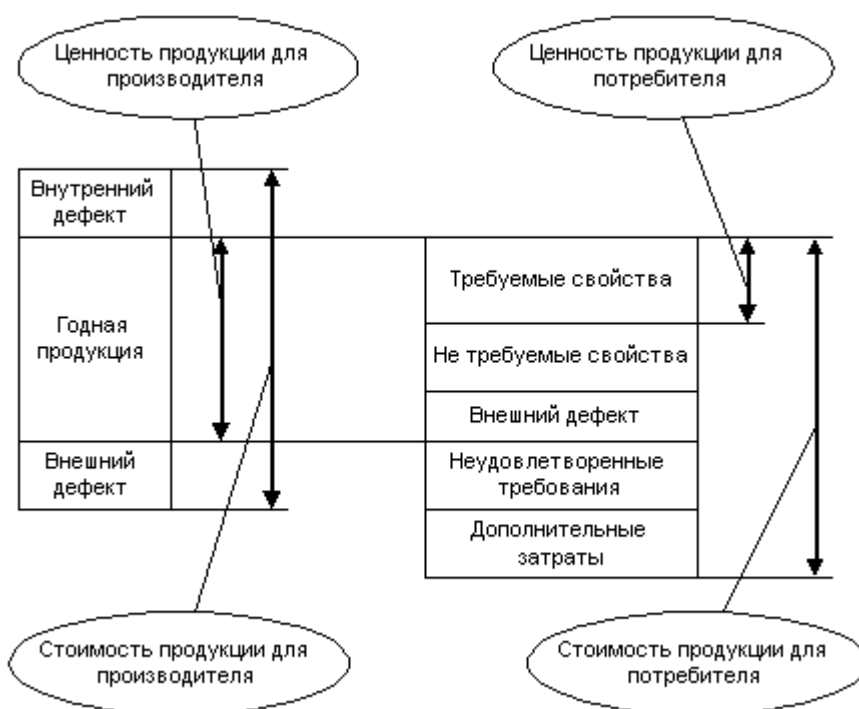 Ценность продукции для
производителя
Ценность продукции для
потребителя
Внутренний
дефект
Годная
продукция
Внешний
дефект
Требуемые свойства
Не требуемые свойства
Внешний дефект
Неудовлетворенные
требования
Дополнительные
затраты
Стоимость продукции для
производителя
Стоимость продукции для
потребителя